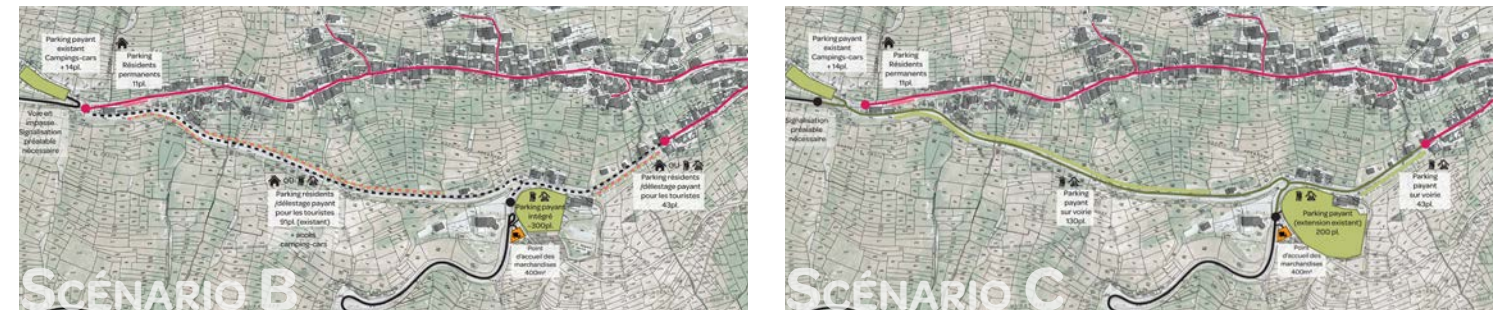 Parking payant
existant
Campings-cars
+ 14pl.
Parking
Résidents
permanents
11pl.
Voie en
impasse
Signalisation
préalable
nécessaire
OU
Parking résidents
/délestage payant
pour les touristes
91pl. (existant)
+ accès
camping-cars
Parking payant
intégré
300pl.
Point
d'accueil des
marchandises
400m²
OU
Parking résidents
/délestage payant
pour les touristes
43pl.
SCÉNARIO B
Parking payant
existant
Campings-cars
+ 14pl.
Parking
Résidents
permanents
11pl.
Signalisation
préalable
nécessaire
Parking
payant
sur voirie
130pl.
Parking payant
(extension existant)
200 pl.
Point
d'accueil des
marchandises
400m²
Parking
payant
sur voirie
43pl.
SCÉNARIO C